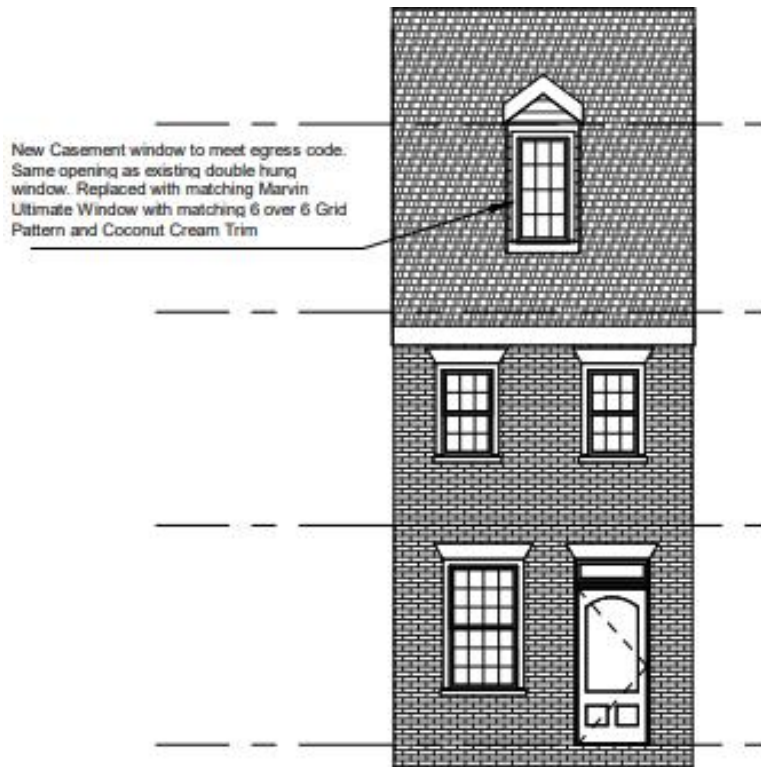 New Casement window to meet egress code.
Same opening as existing double hung
window. Replaced with matching Marvin
Ultimate Window with matching 6 over 6 Grid
Pattern and Coconut Cream Trim